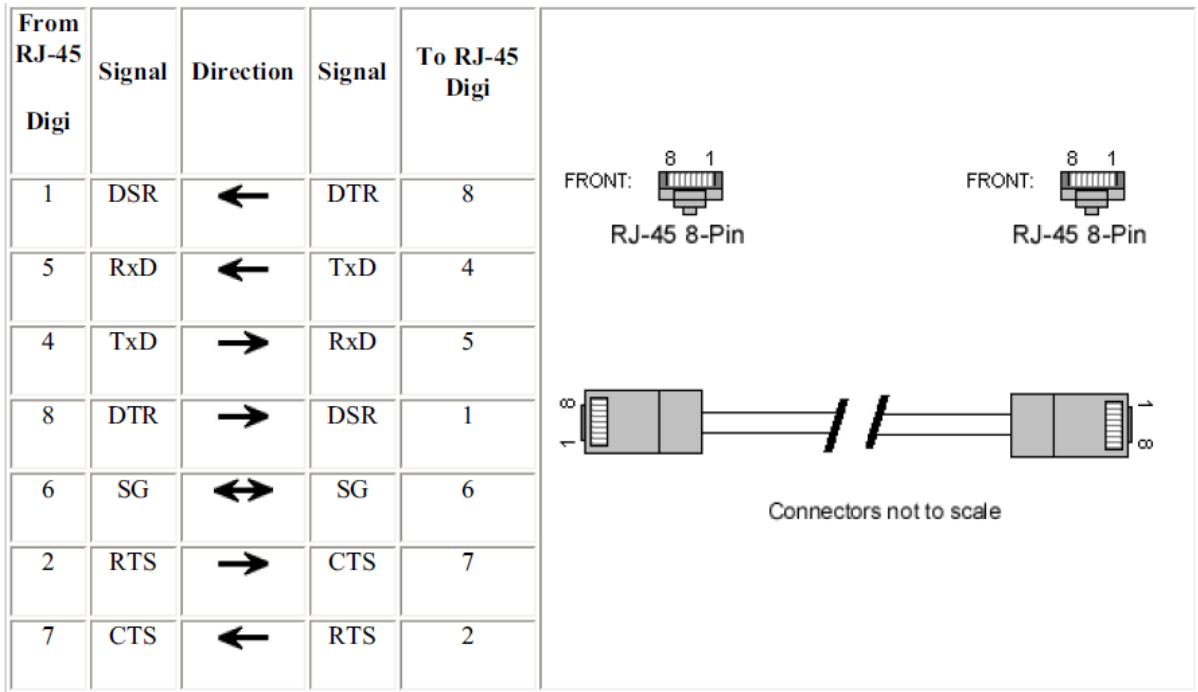 From
RJ-45
Digi
Signal
Direction
Signal
To RJ-45
Digi
1 DSR ← DTR 8
5 RxD ← TxD 4
4 TxD → RxD 5
8 DTR → DSR 1
6 SG ↔ SG 6
2 RTS → CTS 7
7 CTS ← RTS 2
8 1
FRONT:
RJ-45 8-Pin
8 1
FRONT:
RJ-45 8-Pin
8
1
1
8
Connectors not to scale